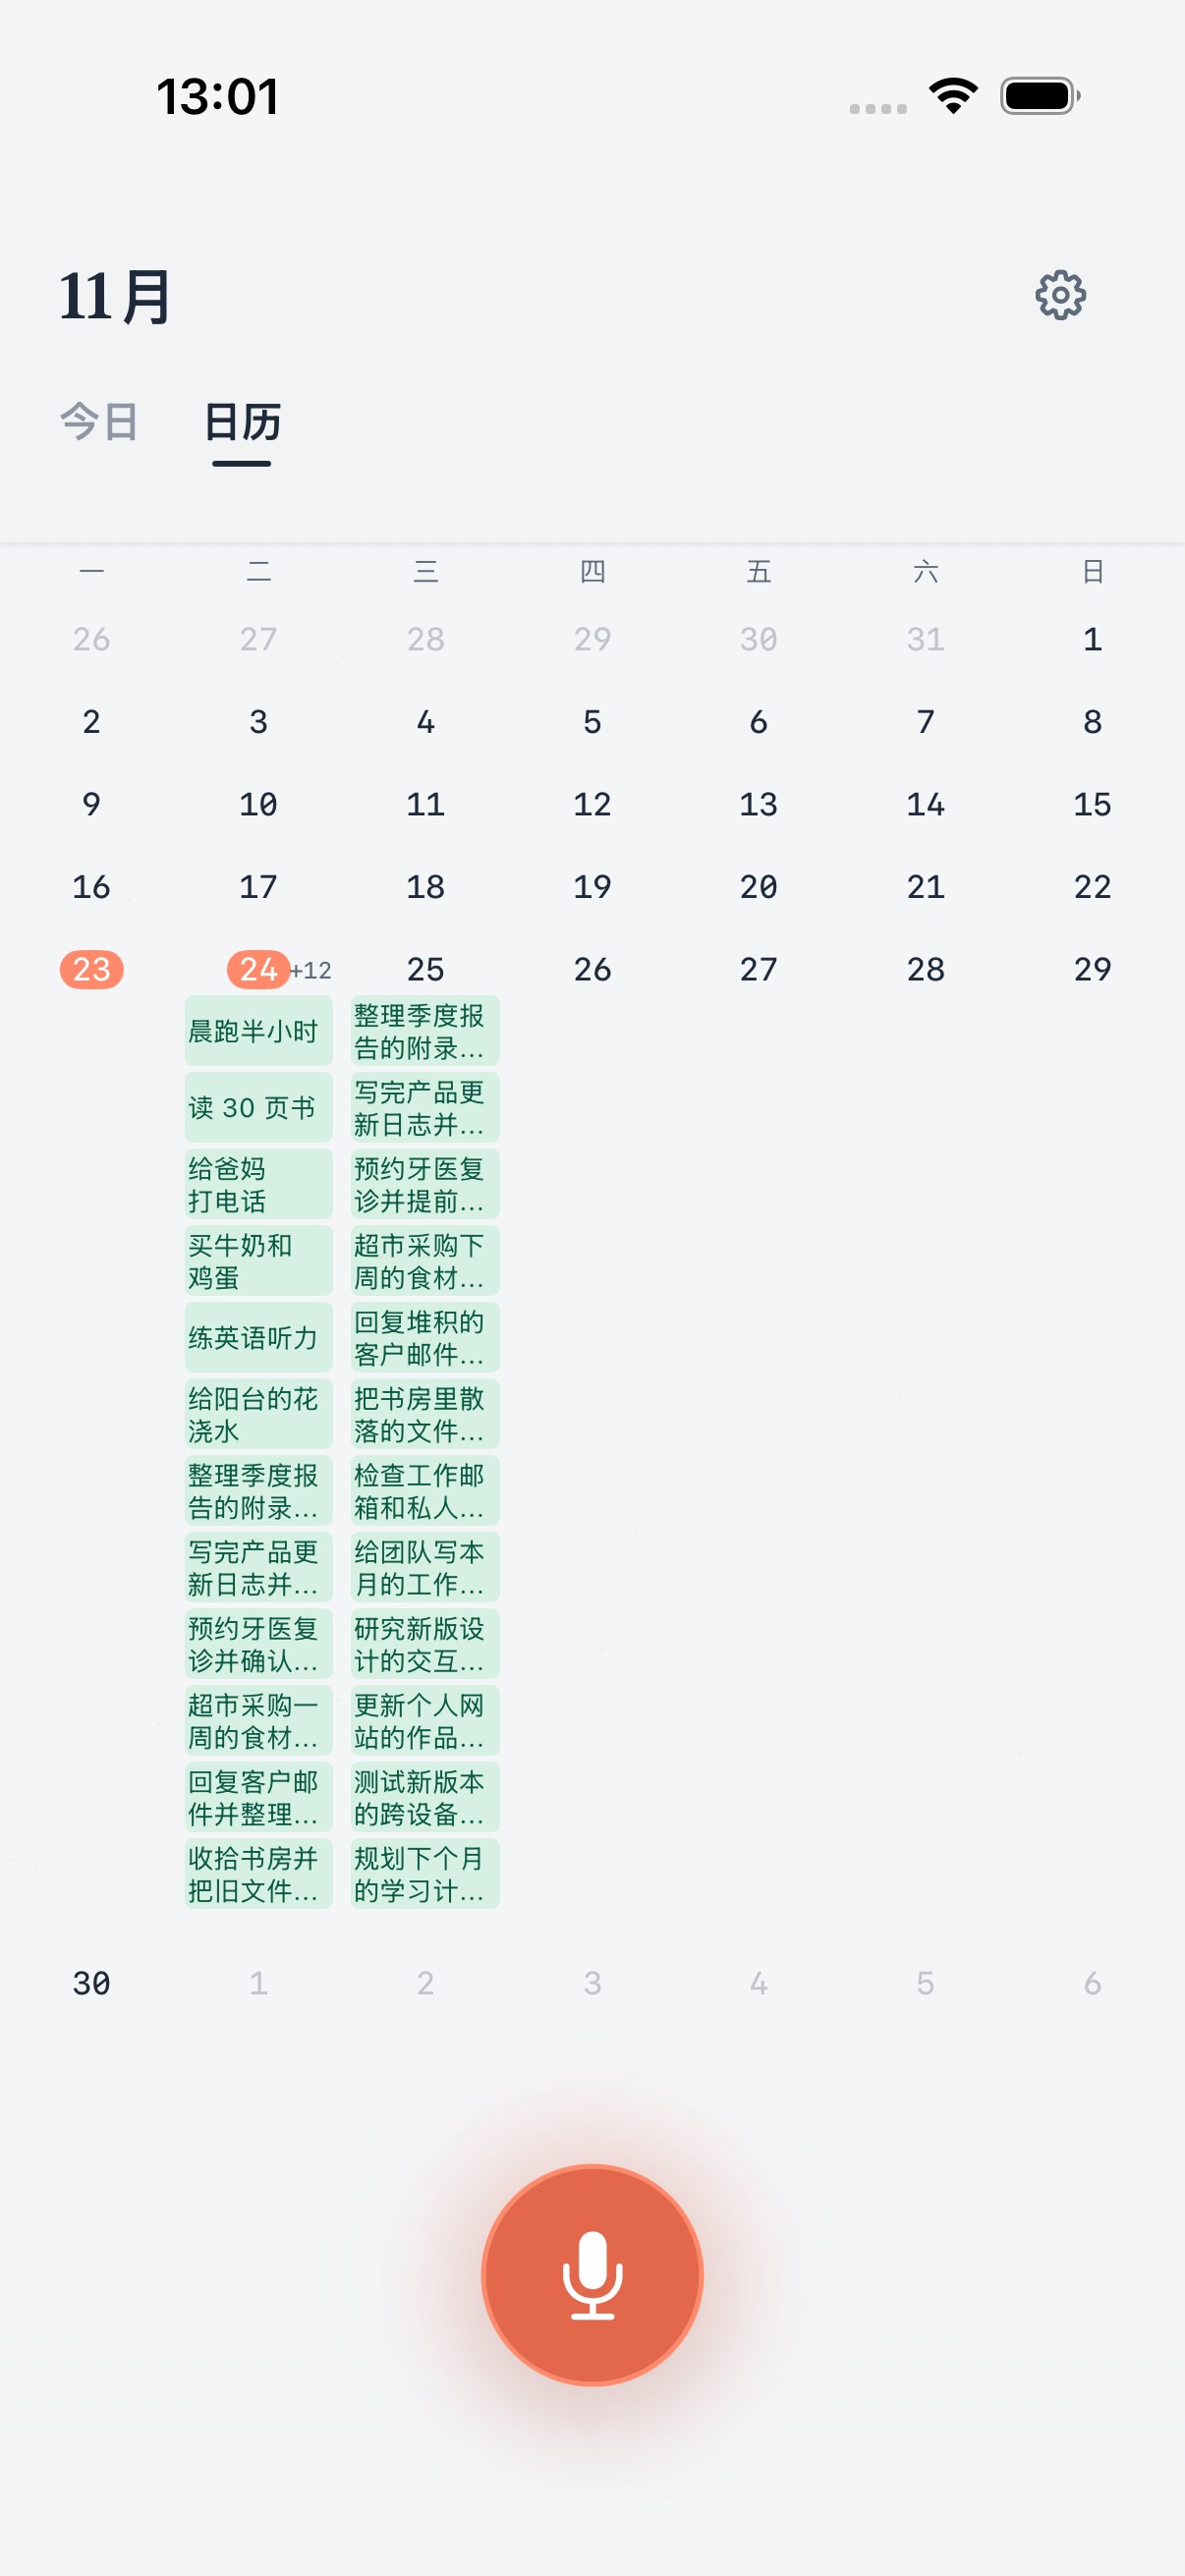 13:01
11月
今日 日历
一 二 三 四 五 六 日
26 27 28 29 30 31 1
2 3 4 5 6 7 8
9 10 11 12 13 14 15
16 17 18 19 20 21 22
23 24 +12 25 26 27 28 29
晨跑半小时
读 30 页书
给爸妈
打电话
买牛奶和
鸡蛋
练英语听力
给阳台的花
浇水
整理季度报
告的附录...
写完产品更
新日志并...
预约牙医复
诊并确认...
超市采购一
周的食材...
回复客户邮
件并整理...
收拾书房并
把旧文件...
整理季度报
告的附录...
写完产品更
新日志并...
预约牙医复
诊并提前...
超市采购下
周的食材...
回复堆积的
客户邮件...
把书房里散
落的文件...
检查工作邮
箱和私人...
给团队写本
月的工作...
研究新版设
计的交互...
更新个人网
站的作品...
测试新版本
的跨设备...
规划下个月
的学习计...
30 1 2 3 4 5 6